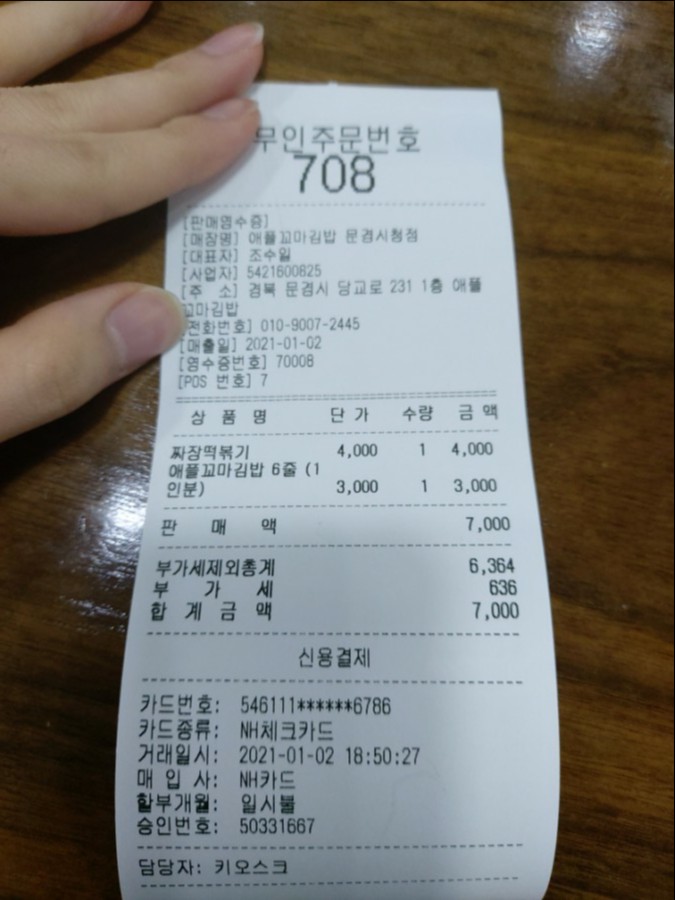 무인주문번호
708
[판매영수증]
[매장명] 애플꼬마김밥 문경시청점
[대표자] 조수일
[사업자] 5421600825
[주 소] 경북 문경시 당교로 231 1층 애플
꼬마김밥
[전화번호] 010-9007-2445
[매출일] 2021-01-02
[영수증번호] 70008
[POS 번호] 7
상 품 명 단 가 수량 금 액
짜장떡볶기 4,000 1 4,000
애플꼬마김밥 6줄 (1
인분) 3,000 1 3,000
판 매 액 7,000
부가세제외총계 6,364
부 가 세 636
합 계 금 액 7,000
신용결제
카드번호: 546111******6786
카드종류: NH체크카드
거래일시: 2021-01-02 18:50:27
매 입 사: NH카드
할부개월: 일시불
승인번호: 50331667
담당자: 키오스크